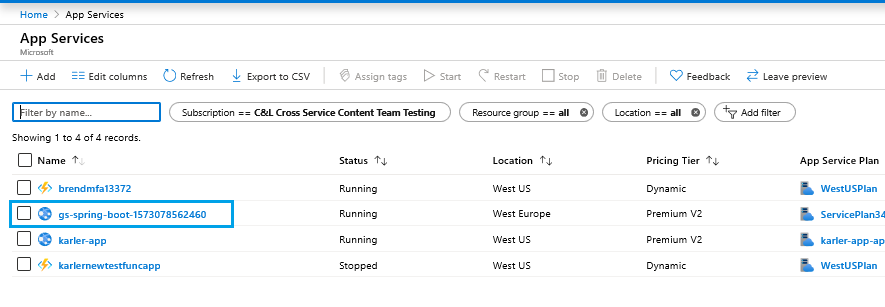 Home > App Services
App Services
Microsoft
+ Add Edit columns Refresh Export to CSV Assign tags Start Restart Stop Delete Feedback Leave preview
Filter by name... Subscription == C&L Cross Service Content Team Testing Resource group == all Location == all Add filter
Showing 1 to 4 of 4 records.
Name ↑↓ Status ↑↓ Location ↑↓ Pricing Tier ↑↓ App Service Plan
brendmfa13372 Running West US Dynamic WestUSPlan
gs-spring-boot-1573078562460 Running West Europe Premium V2 ServicePlan34
karler-app Running West US Premium V2 karler-app-ap
karlernewtestfuncapp Stopped West US Dynamic WestUSPlan